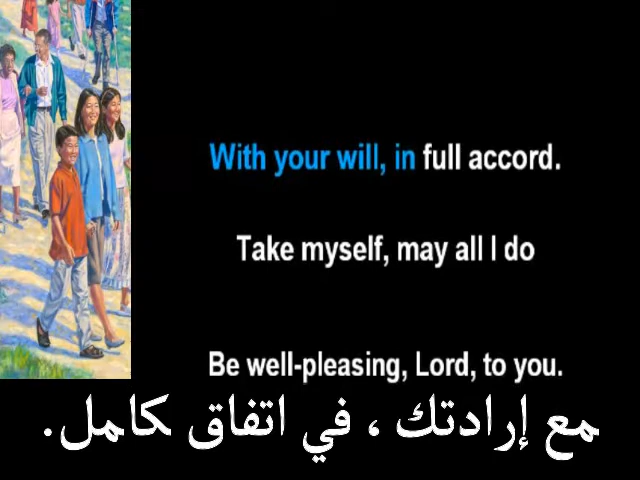 With your will, in full accord.
Take myself, may all I do
Be well-pleasing, Lord, to you.
مع إرادتك ، في اتفاق كامل.